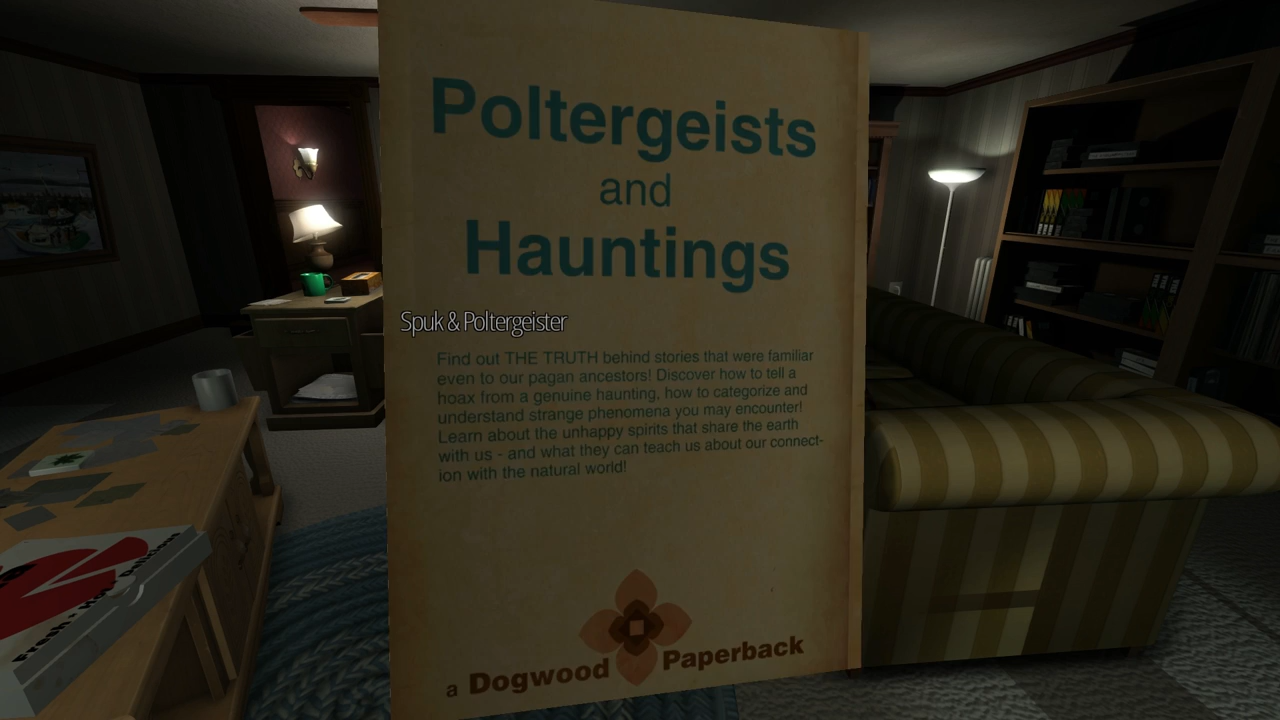 Poltergeists
and
Hauntings
Spuk & Poltergeister
Find out THE TRUTH behind stories that were familiar
even to our pagan ancestors! Discover how to tell a
hoax from a genuine haunting, how to categorize and
understand strange phenomena you may encounter!
Learn about the unhappy spirits that share the earth
with us - and what they can teach us about our connect-
ion with the natural world!
a Dogwood Paperback
Fresh - Hot - Delicious